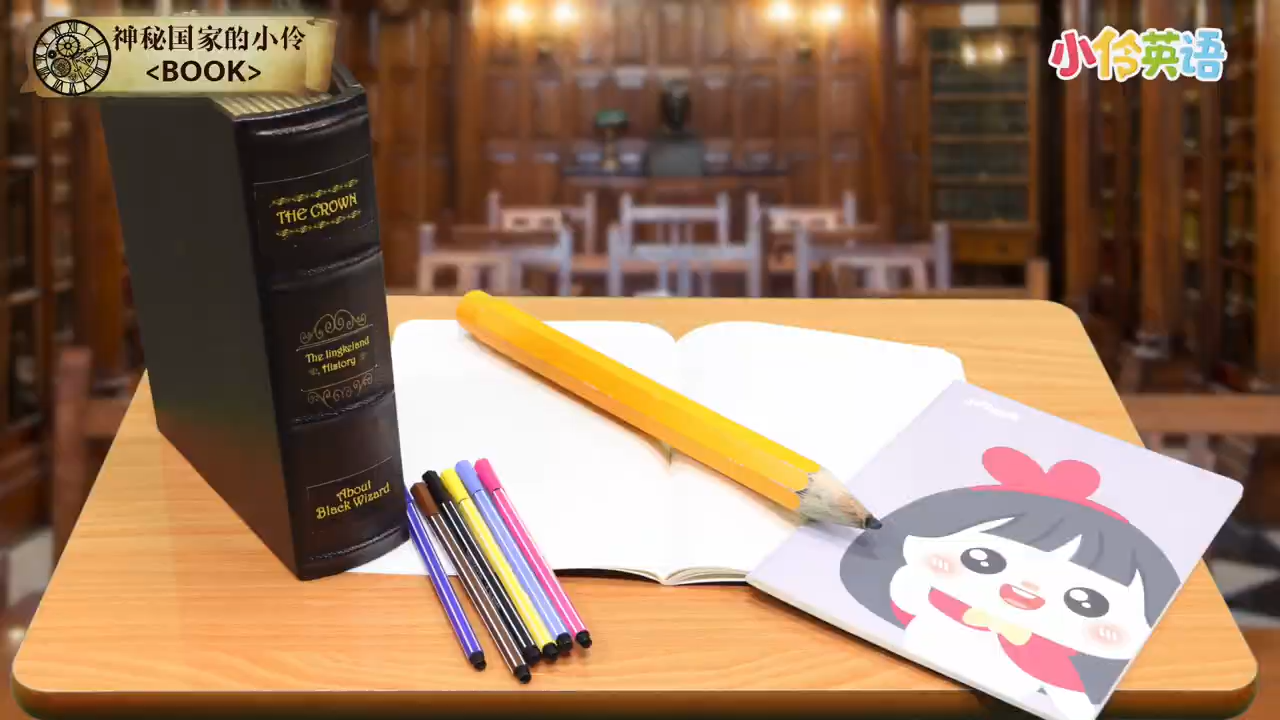 神秘国家的小伶
<BOOK>
小伶英语
THE CROWN
The lingkeland
History
About
Black Wizard